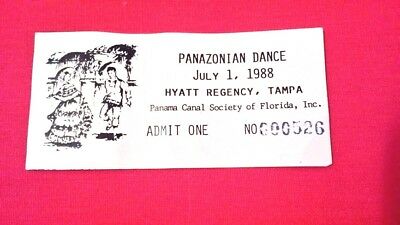 PANAZONIAN DANCE
JULY 1, 1988
HYATT REGENCY, TAMPA
Panama Canal Society of Florida, Inc.
ADMIT ONE NO 000526